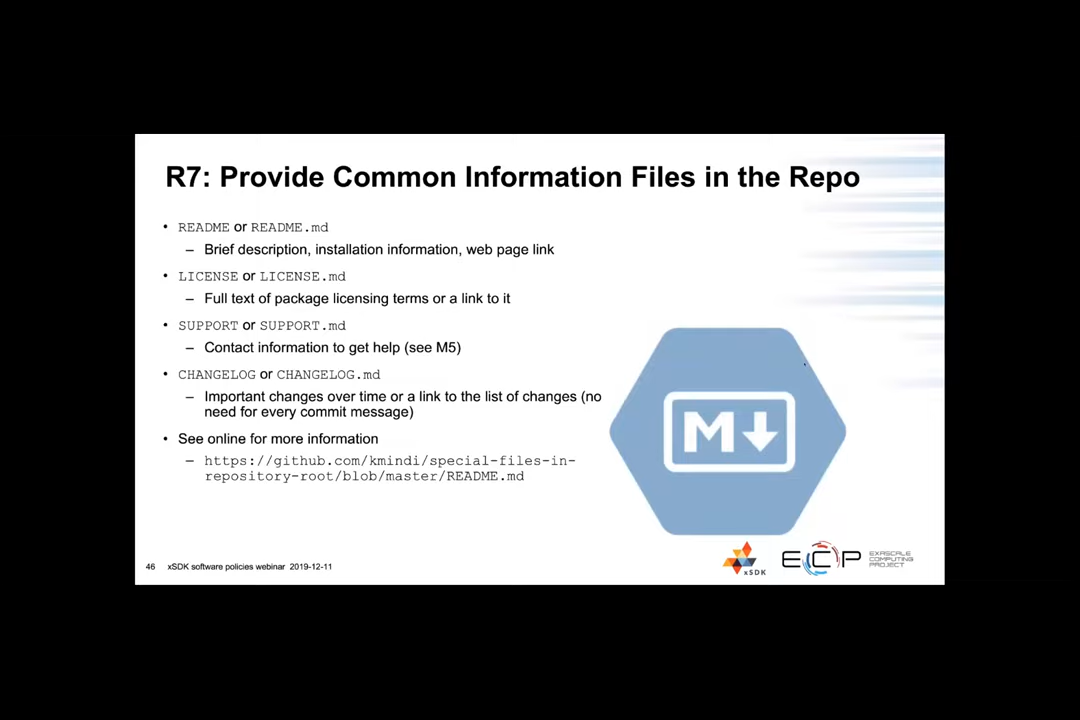 R7: Provide Common Information Files in the Repo
• README or README.md
– Brief description, installation information, web page link
• LICENSE or LICENSE.md
– Full text of package licensing terms or a link to it
• SUPPORT or SUPPORT.md
– Contact information to get help (see M5)
• CHANGELOG or CHANGELOG.md
– Important changes over time or a link to the list of changes (no
need for every commit message)
• See online for more information
– https://github.com/kmindi/special-files-in-
repository-root/blob/master/README.md
M
46 xSDK software policies webinar 2019-12-11
xSDK
ECP
EXASCALE
COMPUTING
PROJECT